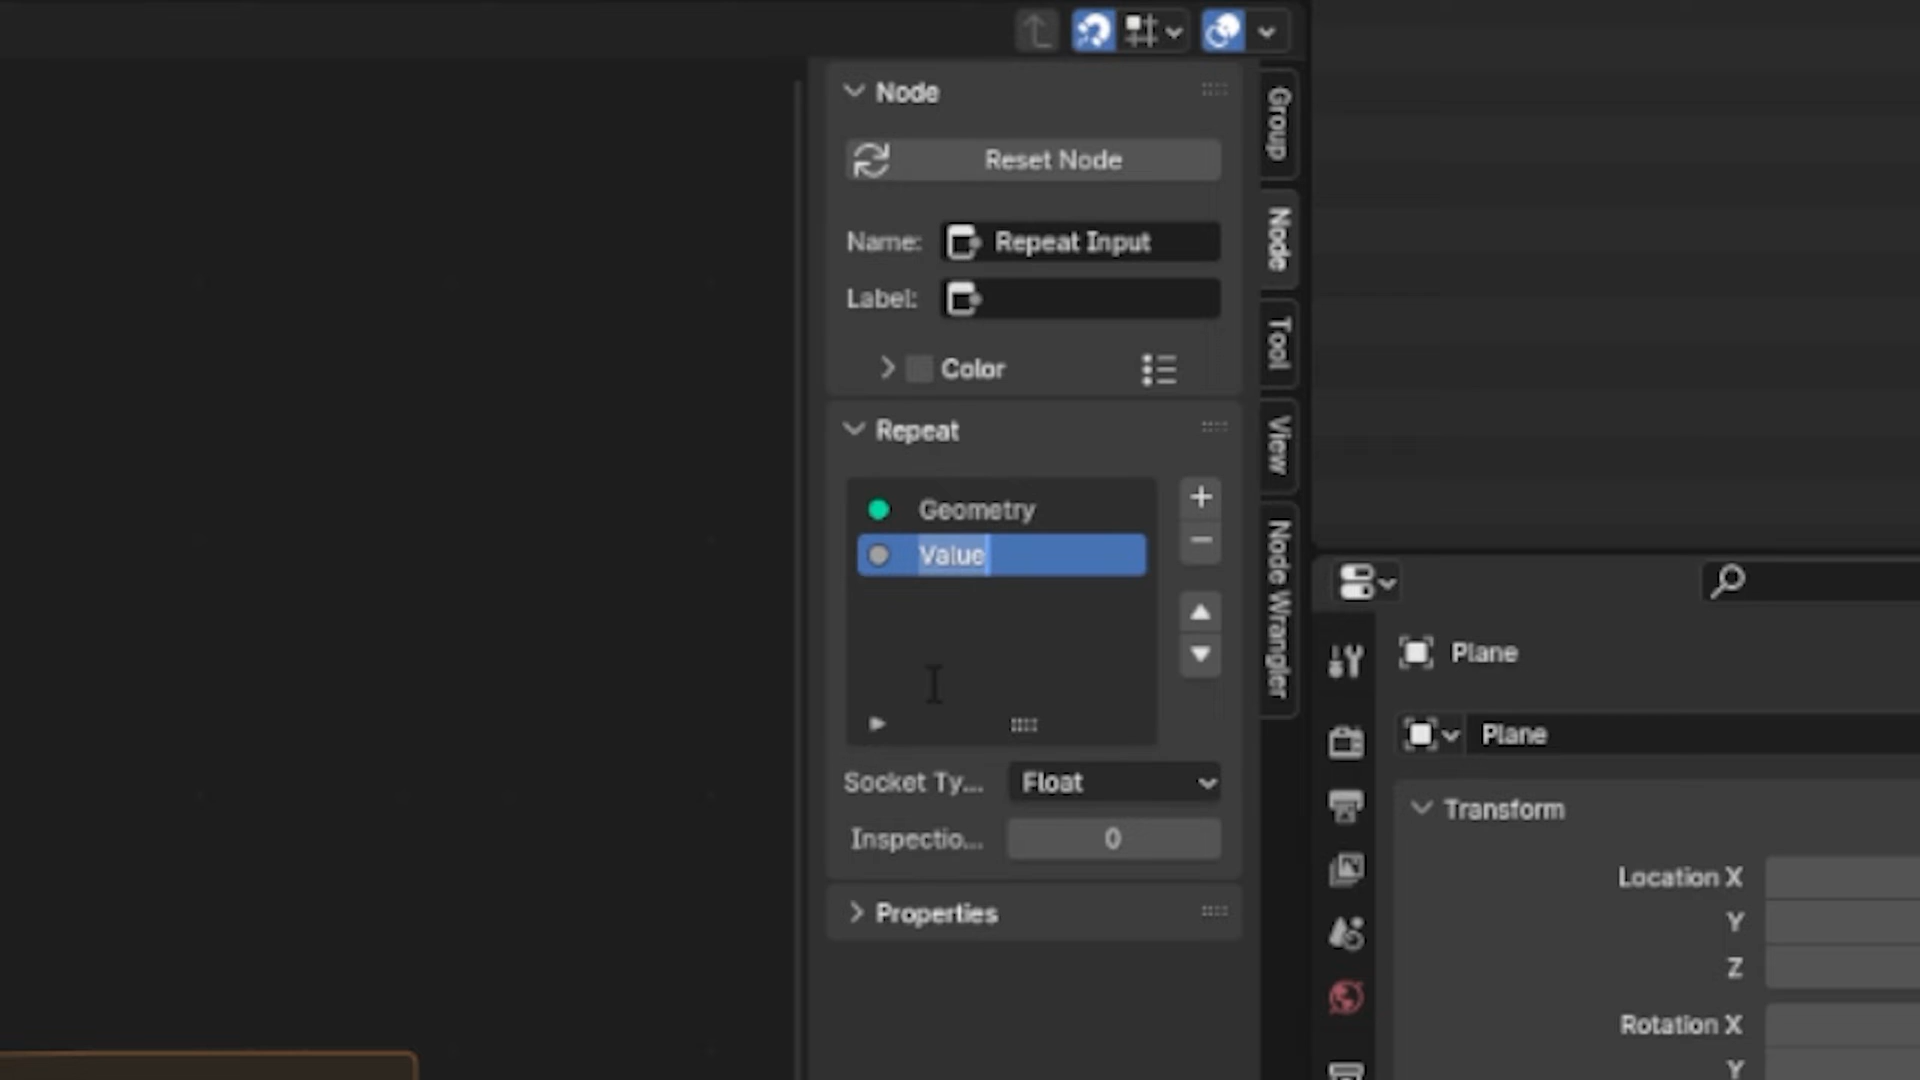 Node
Reset Node
Name: Repeat Input
Label:
Color
Repeat
Geometry
Value
Socket Ty...
Float
Inspectio...
0
Properties
Group
Node
Tool
View
Node Wrangler
Plane
Plane
Transform
Location X
Y
Z
Rotation X
Y